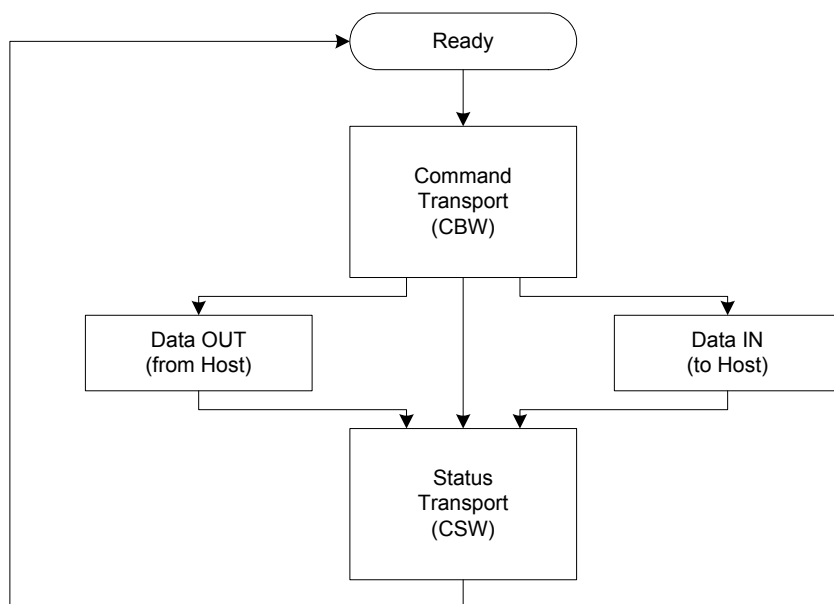 Ready
Command
Transport
(CBW)
Data OUT
(from Host)
Data IN
(to Host)
Status
Transport
(CSW)